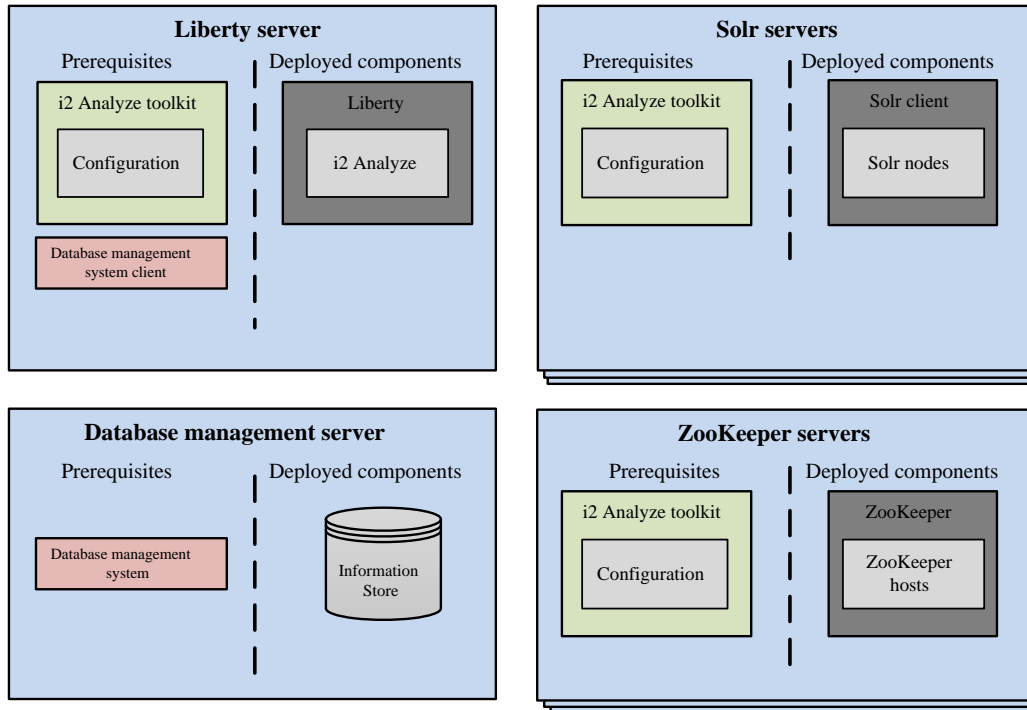 Liberty server
Prerequisites
Deployed components
i2 Analyze toolkit
Configuration
Liberty
i2 Analyze
Database management
system client
Solr servers
Prerequisites
Deployed components
i2 Analyze toolkit
Configuration
Solr client
Solr nodes
Database management server
Prerequisites
Deployed components
Database management
system
Information
Store
ZooKeeper servers
Prerequisites
Deployed components
i2 Analyze toolkit
Configuration
ZooKeeper
ZooKeeper
hosts